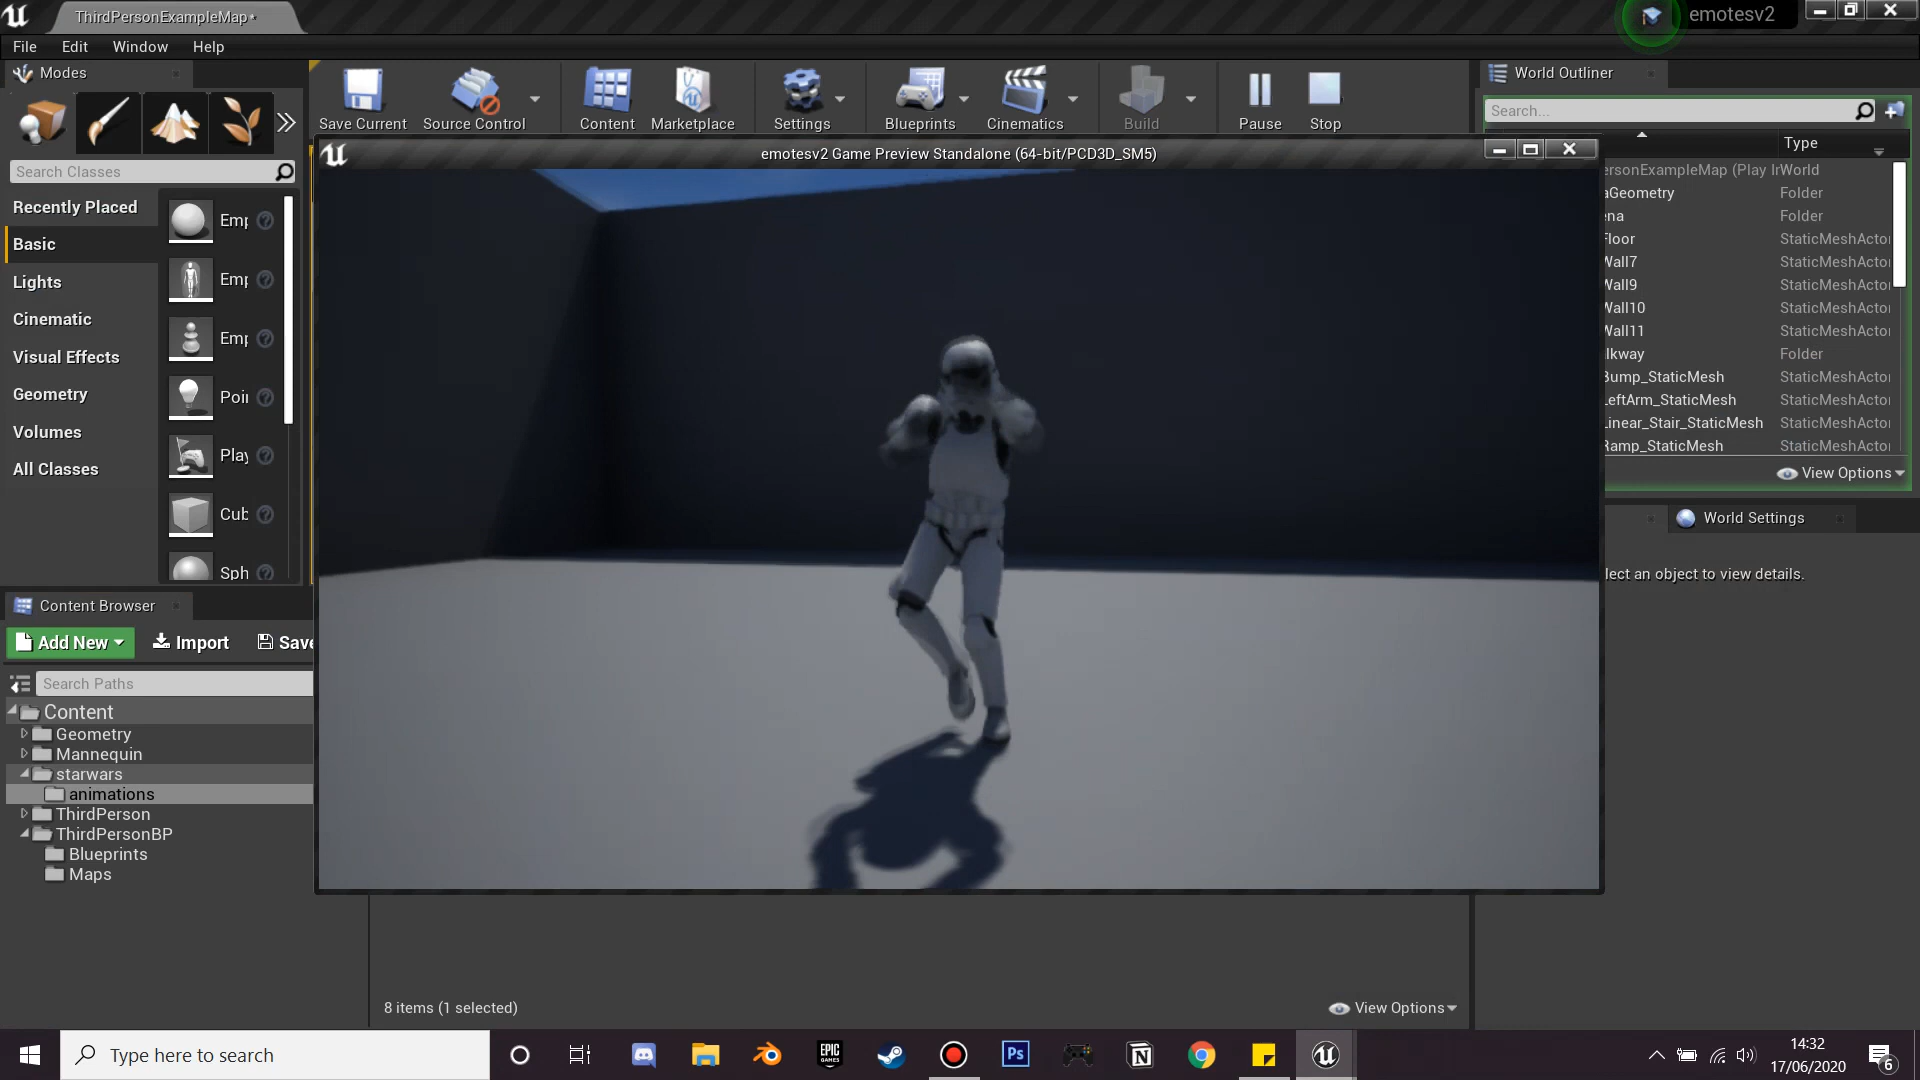 ThirdPersonExampleMap*
emotesv2
File Edit Window Help
Modes
Save Current Source Control Content Marketplace Settings Blueprints Cinematics Build Pause Stop
World Outliner
Search...
Type
Search Classes
Recently Placed
Basic
Lights
Cinematic
Visual Effects
Geometry
Volumes
All Classes
Emp
Emp
Emp
Poi
Play
Cub
Sph
emotesv2 Game Preview Standalone (64-bit/PCD3D_SM5)
ersonExampleMap (Play In World
aGeometry Folder
ena Folder
Floor StaticMeshActor
Wall7 StaticMeshActor
Wall9 StaticMeshActor
Wall10 StaticMeshActor
Wall11 StaticMeshActor
lkway Folder
Bump_StaticMesh StaticMeshActor
LeftArm_StaticMesh StaticMeshActor
Linear_Stair_StaticMesh StaticMeshActor
Ramp_StaticMesh StaticMeshActor
View Options
World Settings
lect an object to view details.
Content Browser
Add New Import Save
Search Paths
Content
Geometry
Mannequin
starwars
animations
ThirdPerson
ThirdPersonBP
Blueprints
Maps
8 items (1 selected)
View Options
Type here to search
EPIC GAMES
Ps
14:32
17/06/2020
6